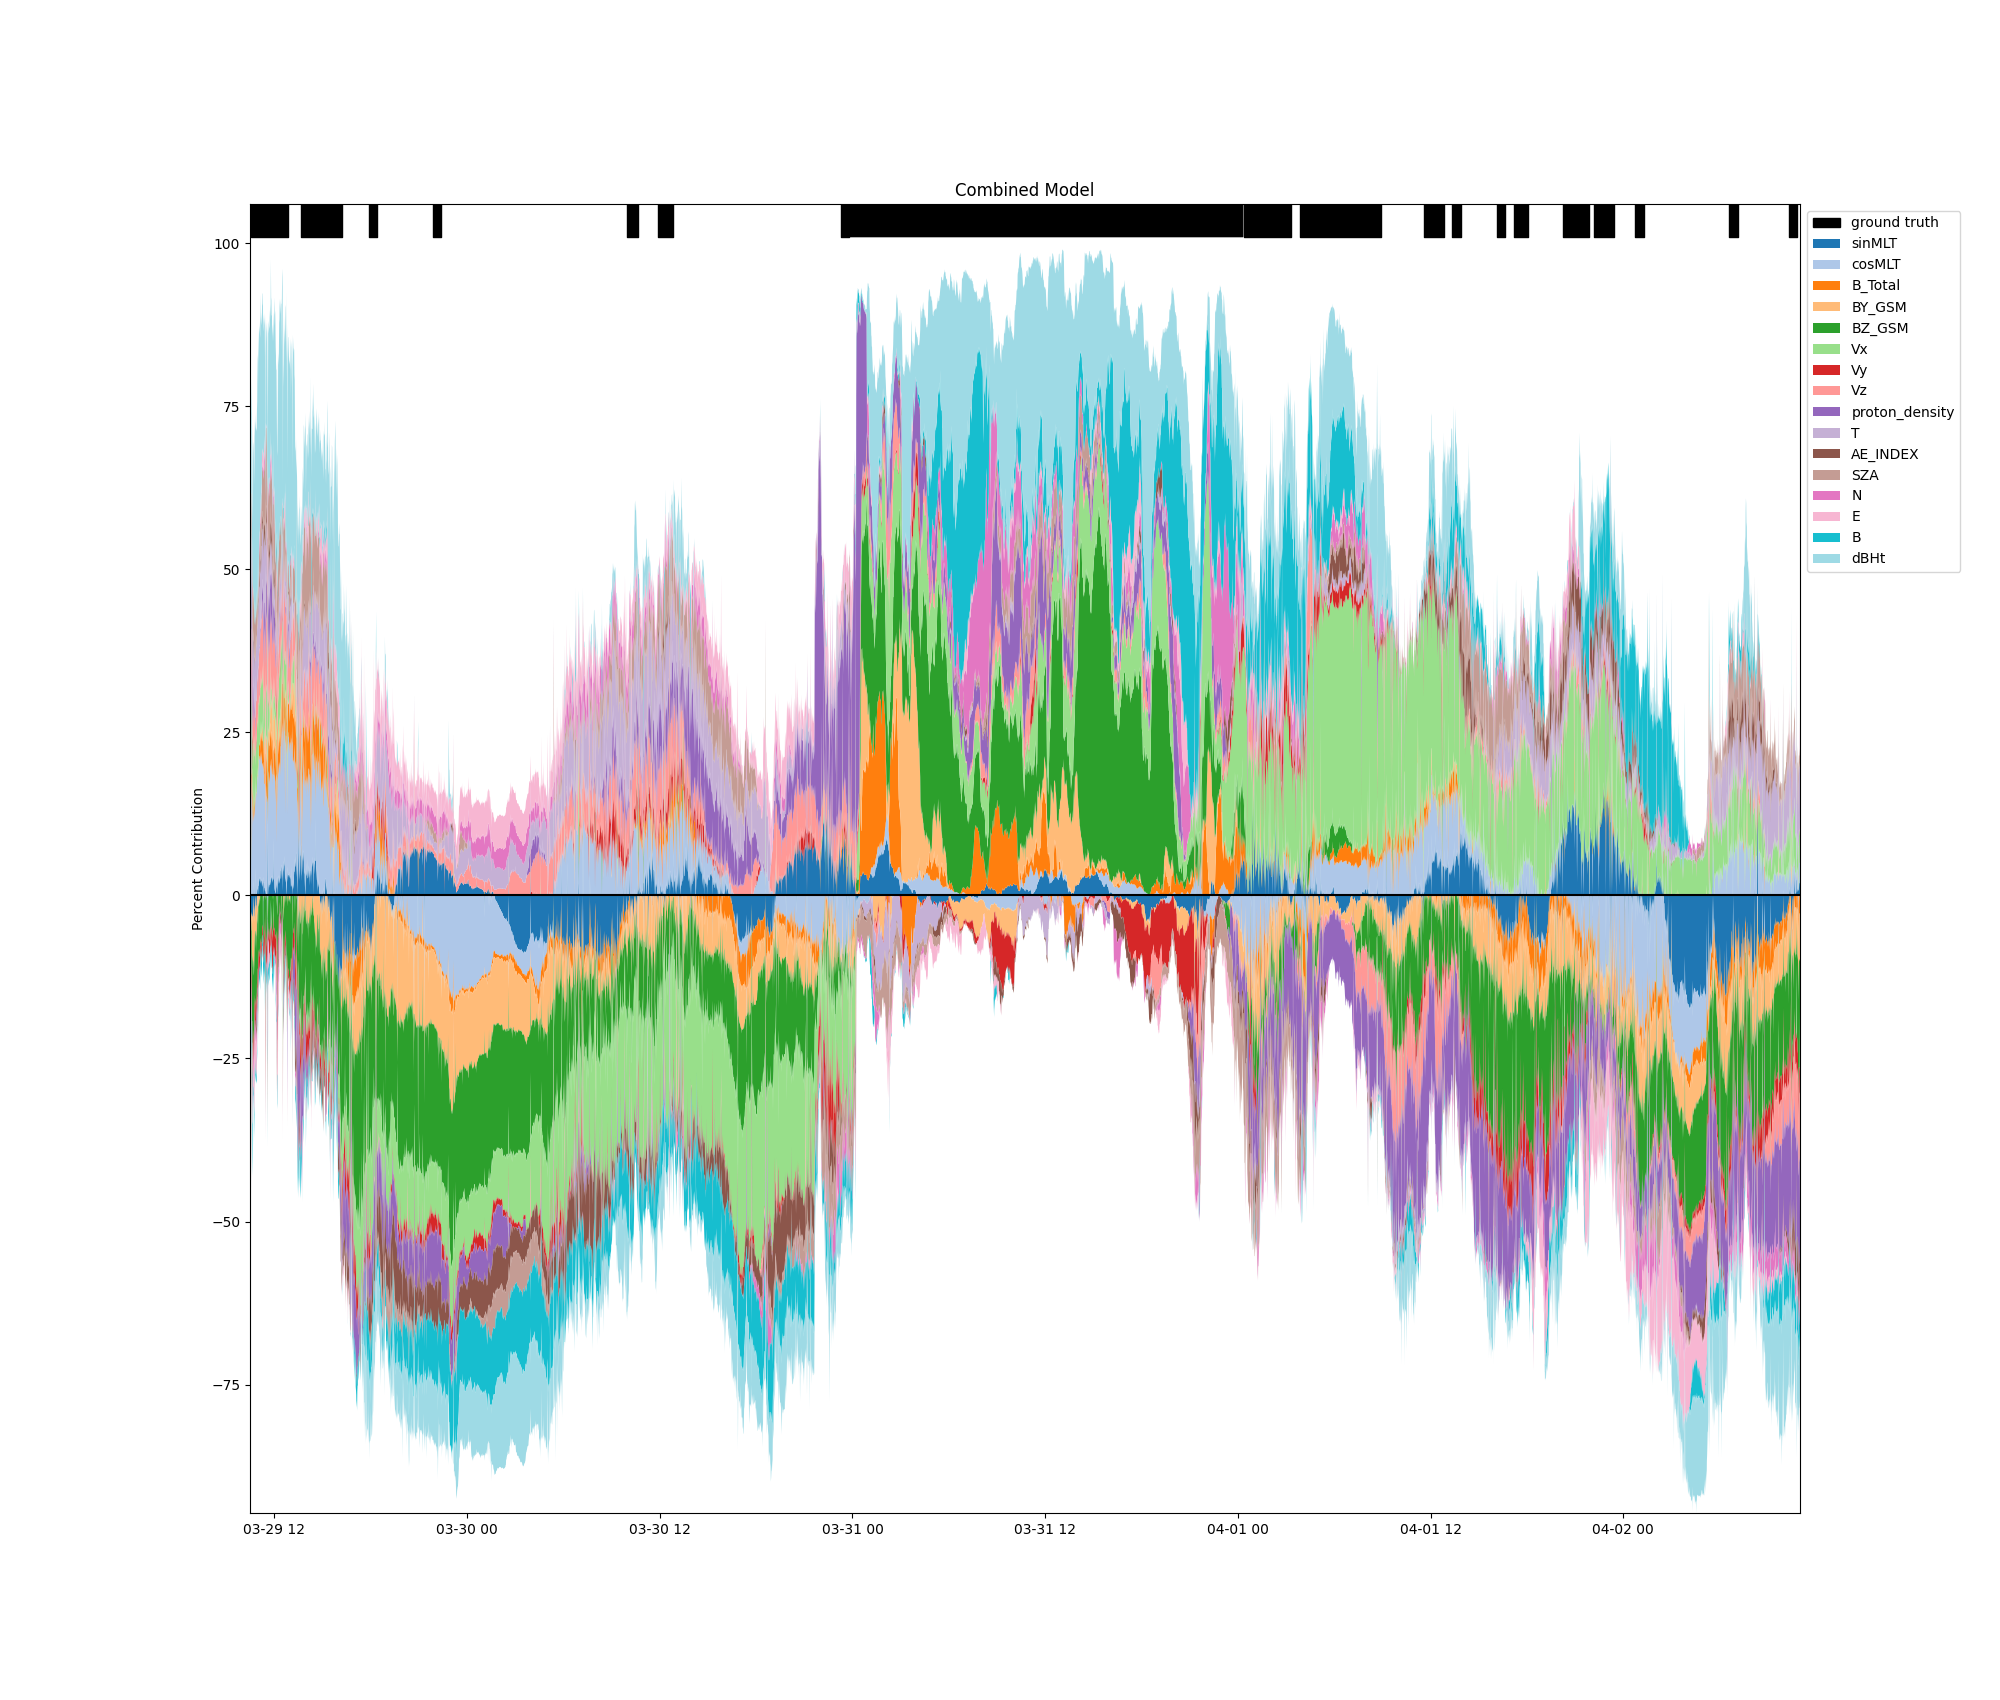 Combined Model
100
75
50
25
0
−25
−50
−75
Percent Contribution
03-29 12
03-30 00
03-30 12
03-31 00
03-31 12
04-01 00
04-01 12
04-02 00
ground truth
sinMLT
cosMLT
B_Total
BY_GSM
BZ_GSM
Vx
Vy
Vz
proton_density
T
AE_INDEX
SZA
N
E
B
dBHt